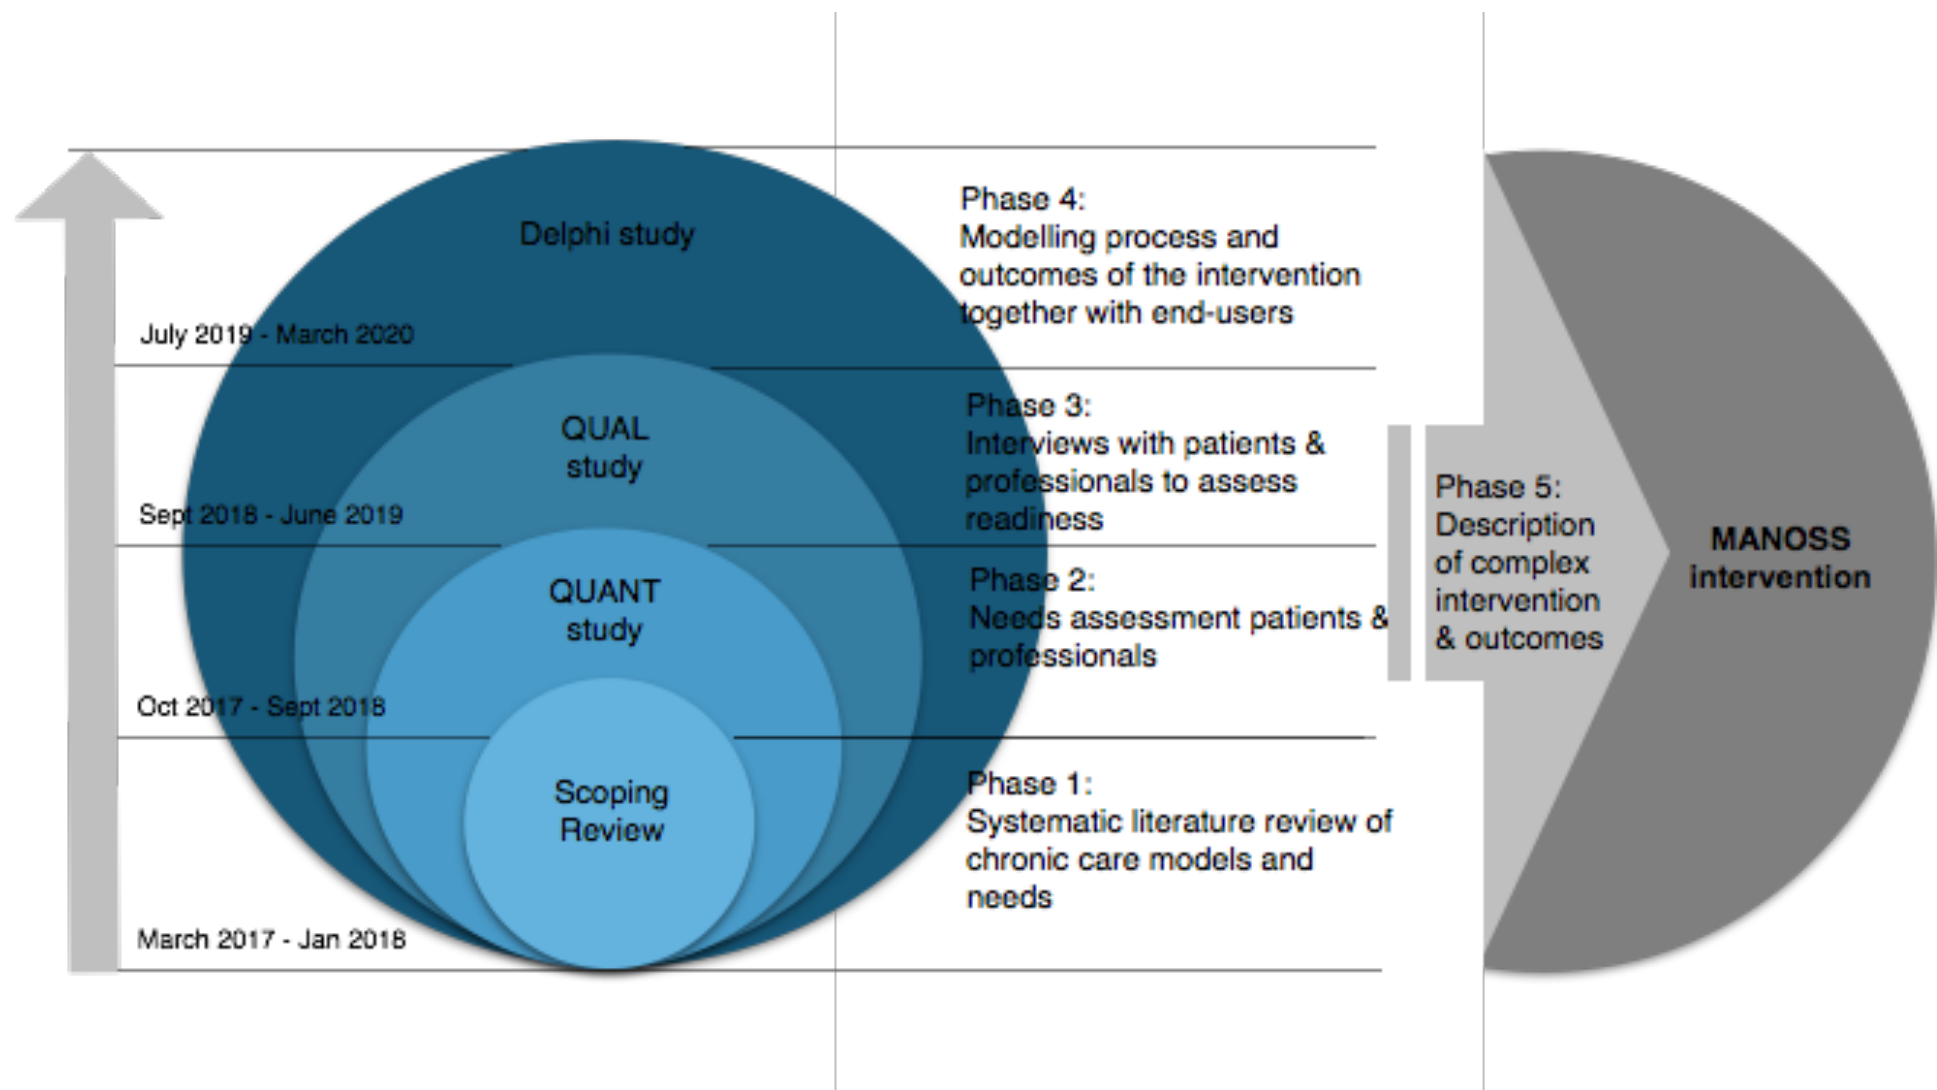 Delphi study
July 2019 - March 2020
Phase 4:
Modelling process and
outcomes of the intervention
together with end-users
QUAL
study
Sept 2018 - June 2019
Phase 3:
Interviews with patients &
professionals to assess
readiness
QUANT
study
Oct 2017 - Sept 2018
Phase 2:
Needs assessment patients &
professionals
Scoping
Review
March 2017 - Jan 2018
Phase 1:
Systematic literature review of
chronic care models and
needs
Phase 5:
Description
of complex
intervention
& outcomes
MANOSS
intervention